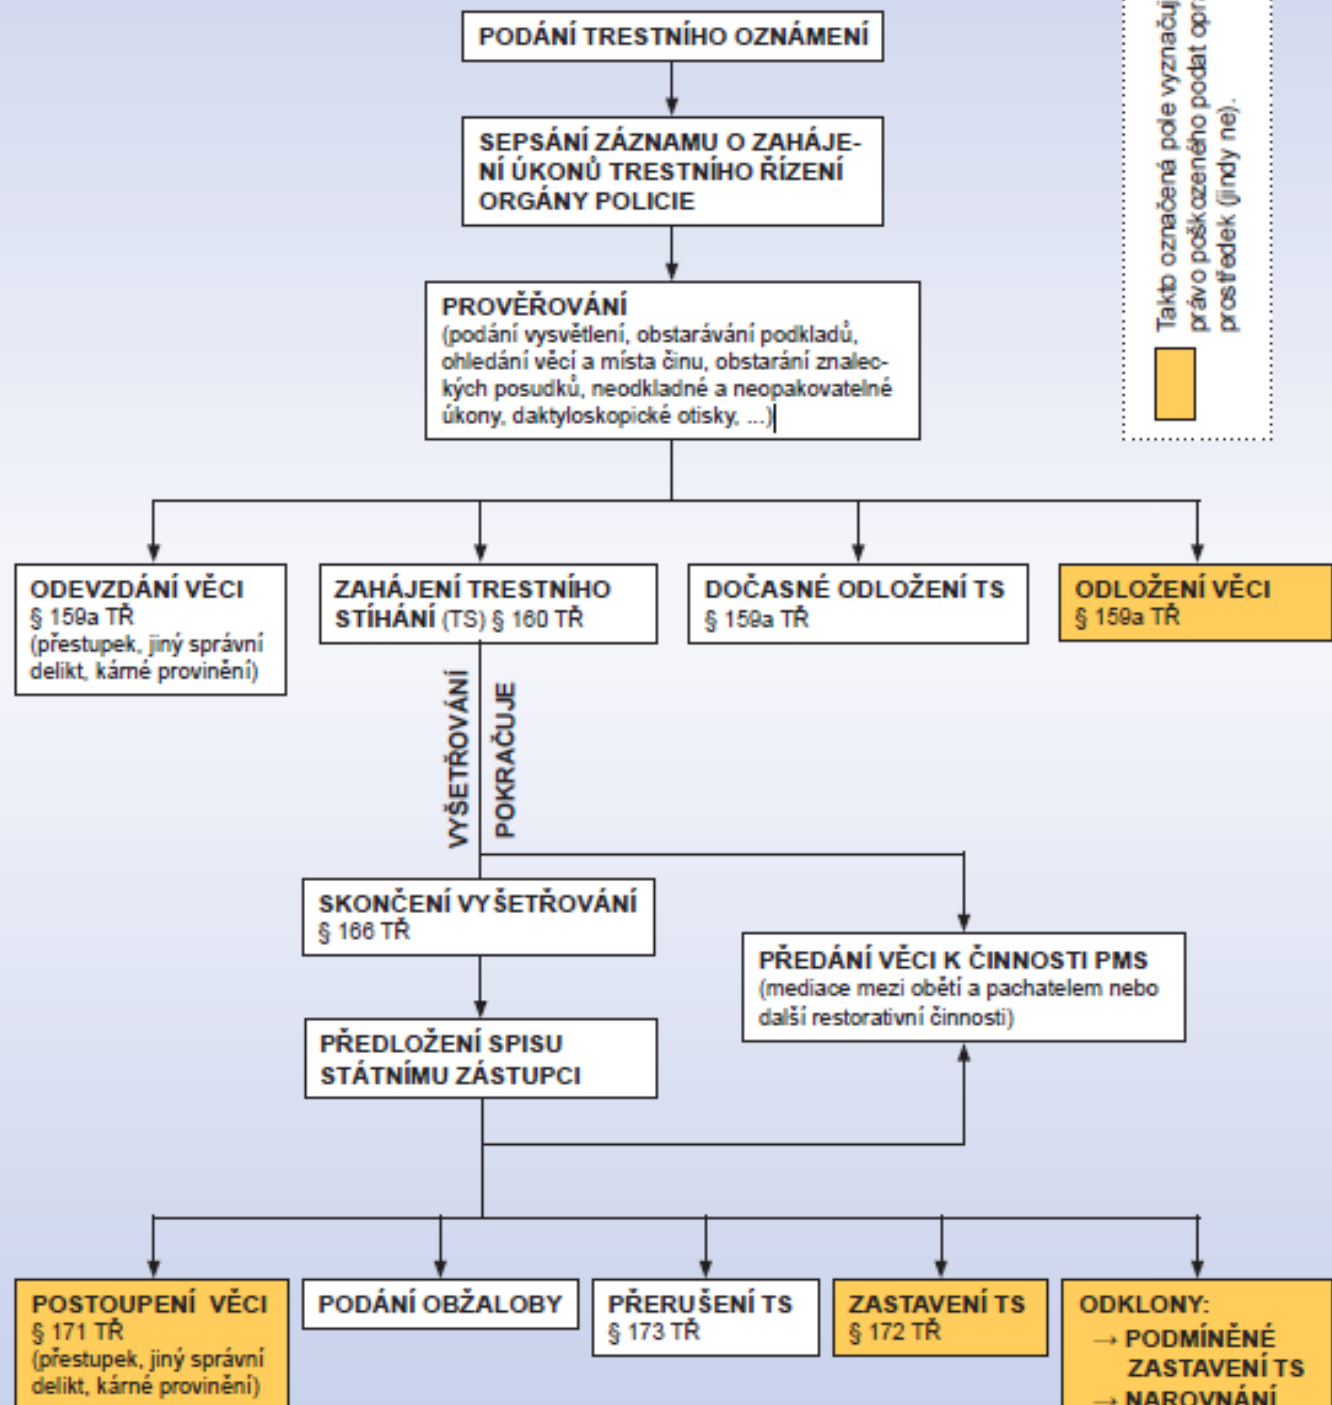 PODÁNÍ TRESTNÍHO OZNÁMENÍ
SEPSÁNÍ ZÁZNAMU O ZAHÁJE-
NÍ ÚKONŮ TRESTNÍHO ŘÍZENÍ
ORGÁNY POLICIE
PROVĚŘOVÁNÍ
(podání vysvětlení, obstarávání podkladů,
ohledání věcí a místa činu, obstarání znalec-
kých posudků, neodkladné a neopakovatelné
úkony, daktyloskopické otisky, ...)
Takto označená pole vyznačuj
právo poškozeného podat opra
prostředek (jindy ne).
ODEVZDÁNÍ VĚCI
§ 159a TŘ
(přestupek, jiný správní
delikt, kárné provinění)
ZAHÁJENÍ TRESTNÍHO
STÍHÁNÍ (TS) § 160 TŘ
DOČASNÉ ODLOŽENÍ TS
§ 159a TŘ
ODLOŽENÍ VĚCI
§ 159a TŘ
VYŠETŘOVÁNÍ
POKRAČUJE
SKONČENÍ VYŠETŘOVÁNÍ
§ 166 TŘ
PŘEDÁNÍ VĚCI K ČINNOSTI PMS
(mediace mezi obětí a pachatelem nebo
další restorativní činnosti)
PŘEDLOŽENÍ SPISU
STÁTNÍMU ZÁSTUPCI
POSTOUPENÍ VĚCI
§ 171 TŘ
(přestupek, jiný správní
delikt, kárné provinění)
PODÁNÍ OBŽALOBY
PŘERUŠENÍ TS
§ 173 TŘ
ZASTAVENÍ TS
§ 172 TŘ
ODKLONY:
→ PODMÍNĚNÉ
ZASTAVENÍ TS
→ NAROVNÁNÍ